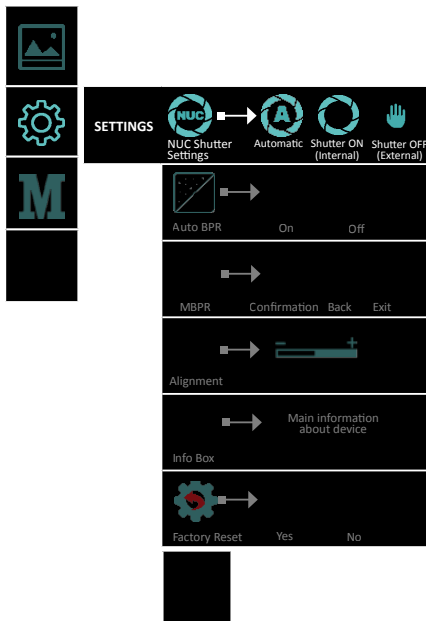 SETTINGS
NUC
A
NUC Shutter
Settings
Automatic
Shutter ON
(Internal)
Shutter OFF
(External)
M
Auto BPR
On
Off
MBPR
Confirmation
Back
Exit
-
+
Alignment
Main information
about device
Info Box
Factory Reset
Yes
No